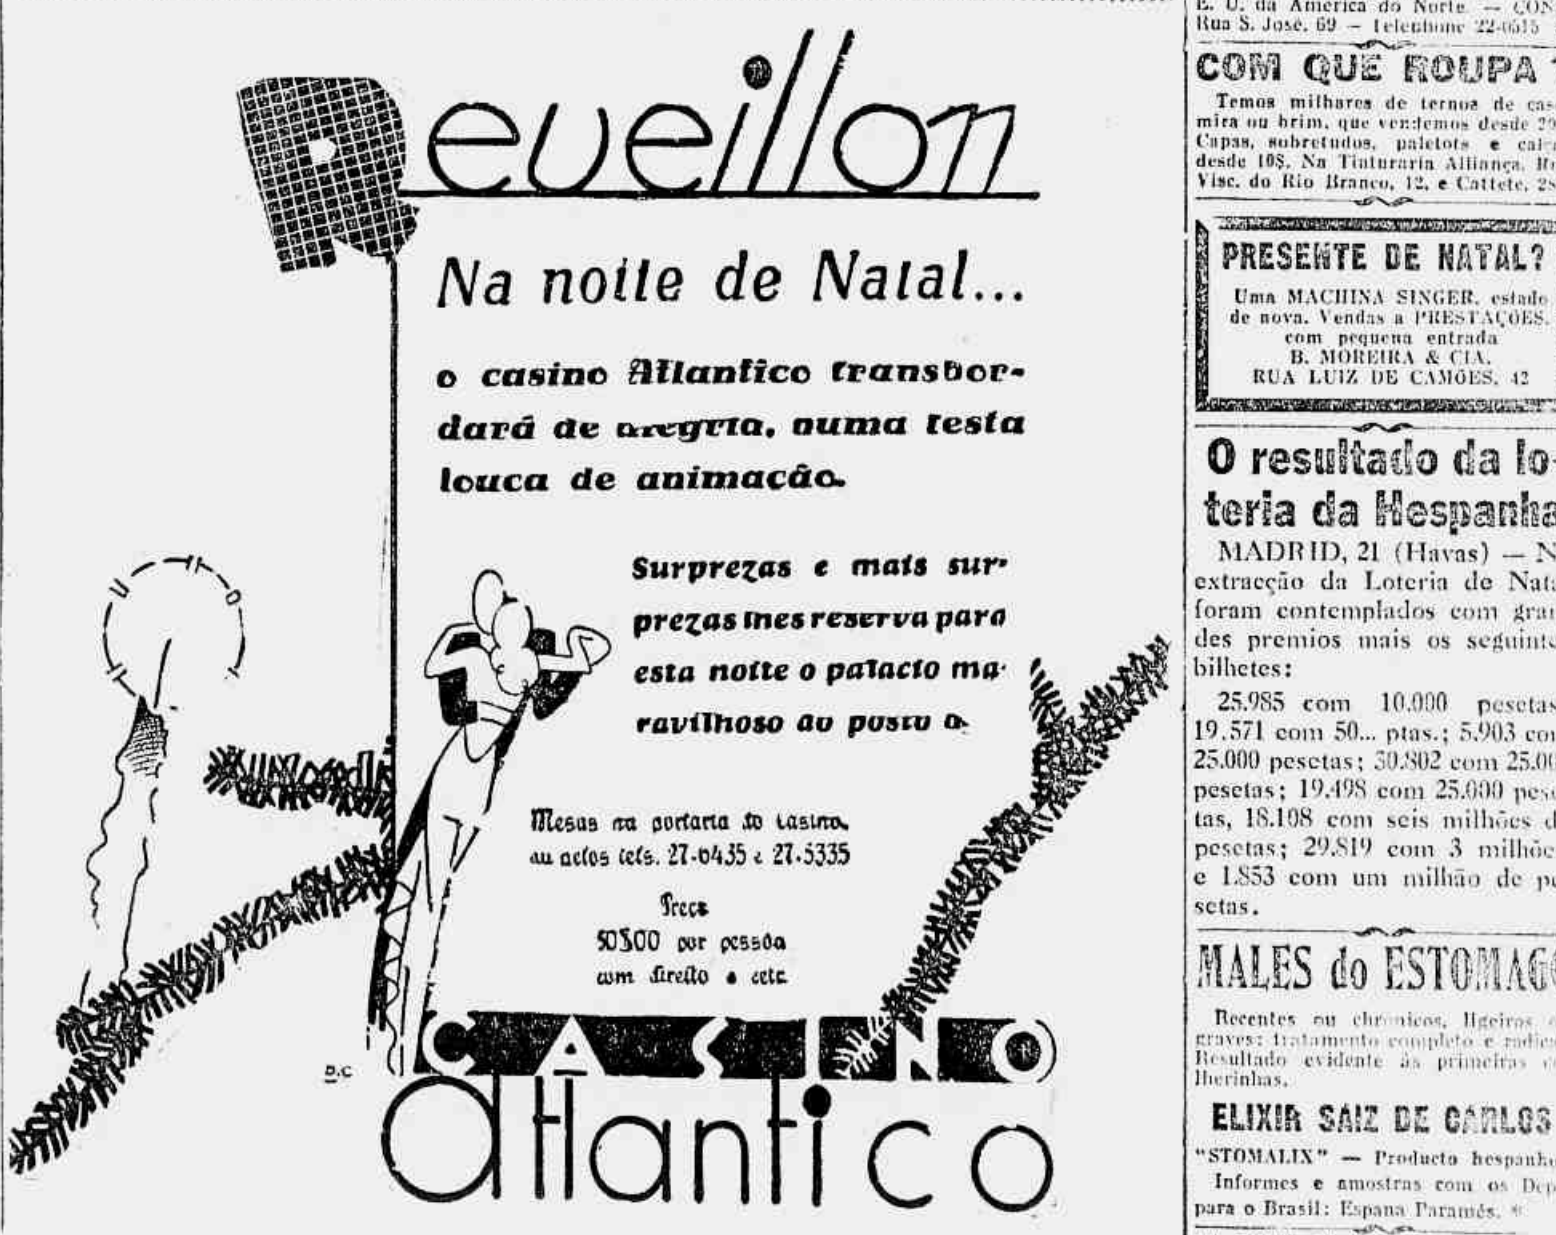 Reveillon
Na noite de Natal...
o casino Atlantico transbor-
dará de alegria, numa festa
louca de animação.
Surprezas e mais sur-
prezas lhes reserva para
esta noite o palacio ma-
ravilhoso do posto 6.
Mesas na portaria do casino,
ou pelos tels. 27-0435 e 27-5335
Preço
50$00 por pessôa
com direito a ceia
D.C
CASINO
atlantico
E. U. da America do Norte. — CON
Rua S. José, 69 — Telephone 22-0515
COM QUE ROUPA
Temos milhares de ternos de cas
mira ou brim, que vendemos desde
Capas, sobretudos, paletots e cal
desde 10$. Na Tinturaria Alliança.
Visc. do Rio Branco, 12, e Cattete,
PRESENTE DE NATAL?
Uma MACHINA SINGER, estado
de nova. Vendas a PRESTAÇÕES,
com pequena entrada
B. MOREIRA & CIA.
RUA LUIZ DE CAMÕES, 42
O resultado da lo-
teria da Hespanha
MADRID, 21 (Havas) — N
extracção da Loteria de Nata
foram contemplados com gran
des premios mais os seguinte
bilhetes:
25.985 com 10.000 pesetas
19.571 com 50... ptas.; 5.903 com
25.000 pesetas; 30.802 com 25.00
pesetas; 19.498 com 25.000 pese
tas, 18.108 com seis milhões d
pesetas; 29.819 com 3 milhões
e 1.853 com um milhão de pe
setas.
MALES do ESTOMAGO
Recentes ou chronicos, ligeiros o
graves: tratamento completo e radica
Resultado evidente ás primeiras co
lherinhas.
ELIXIR SAIZ DE CARLOS
"STOMALIX" — Producto hespanho
Informes e amostras com os Dep
para o Brasil: Espana Paramés.